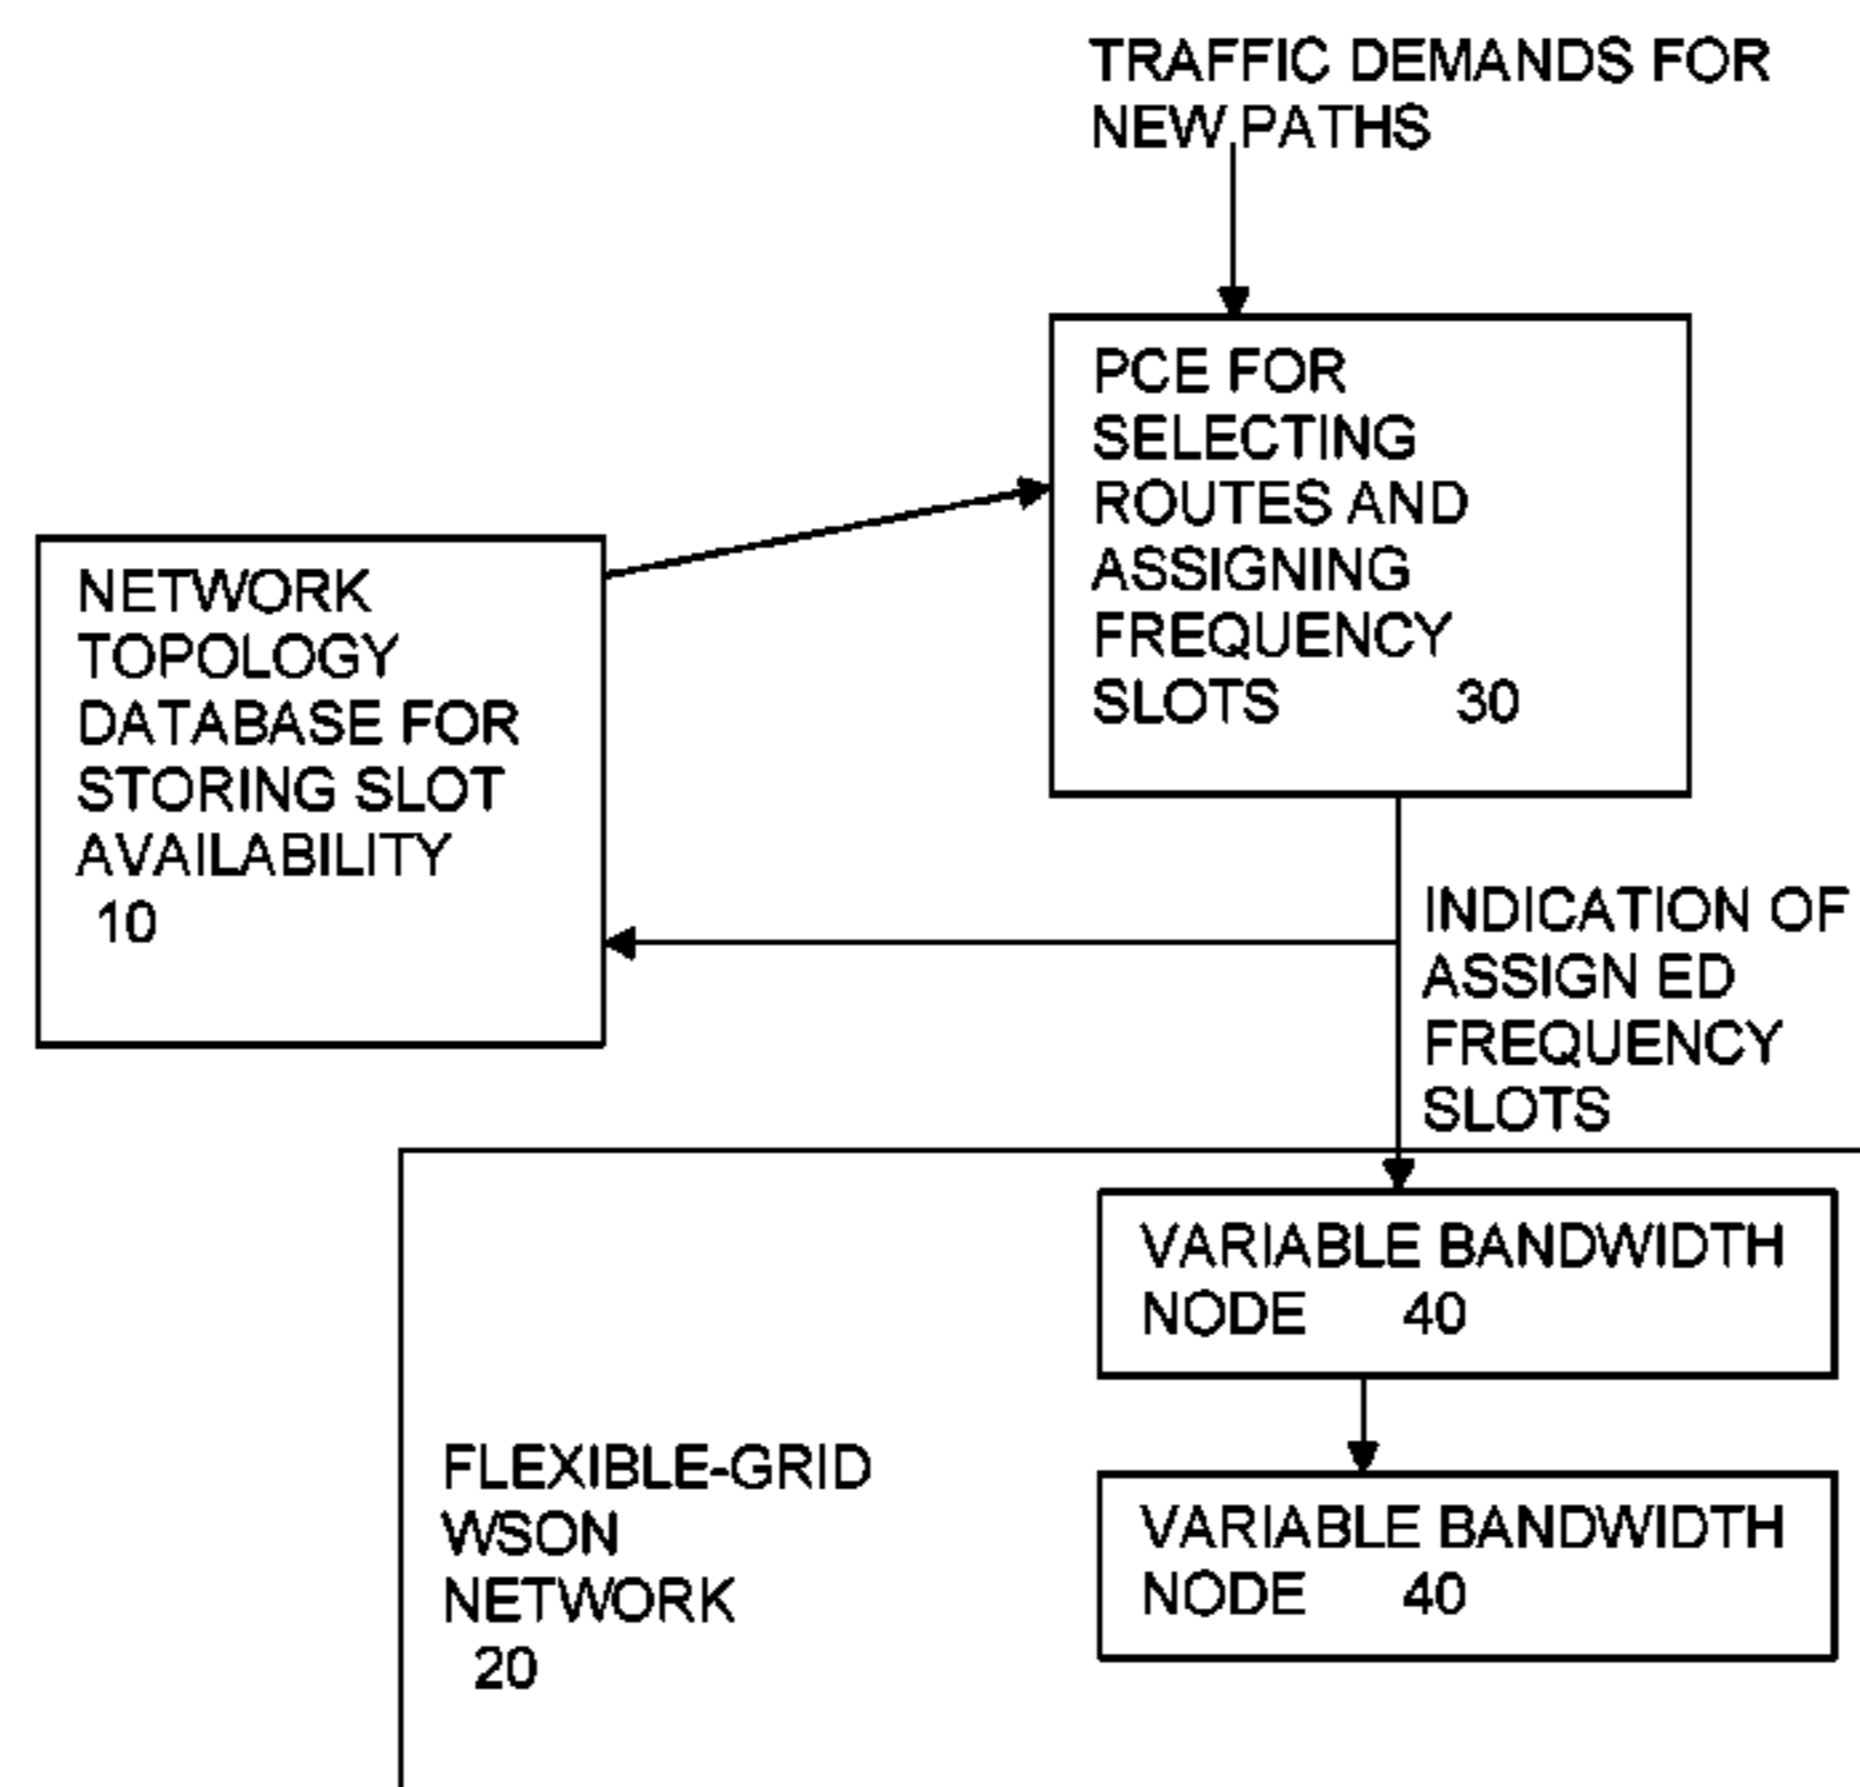 TRAFFIC DEMANDS FOR
NEW PATHS
PCE FOR
SELECTING
ROUTES AND
ASSIGNING
FREQUENCY
SLOTS 30
NETWORK
TOPOLOGY
DATABASE FOR
STORING SLOT
AVAILABILITY
10
INDICATION OF
ASSIGN ED
FREQUENCY
SLOTS
VARIABLE BANDWIDTH
NODE 40
FLEXIBLE-GRID
WSON
NETWORK
20
VARIABLE BANDWIDTH
NODE 40